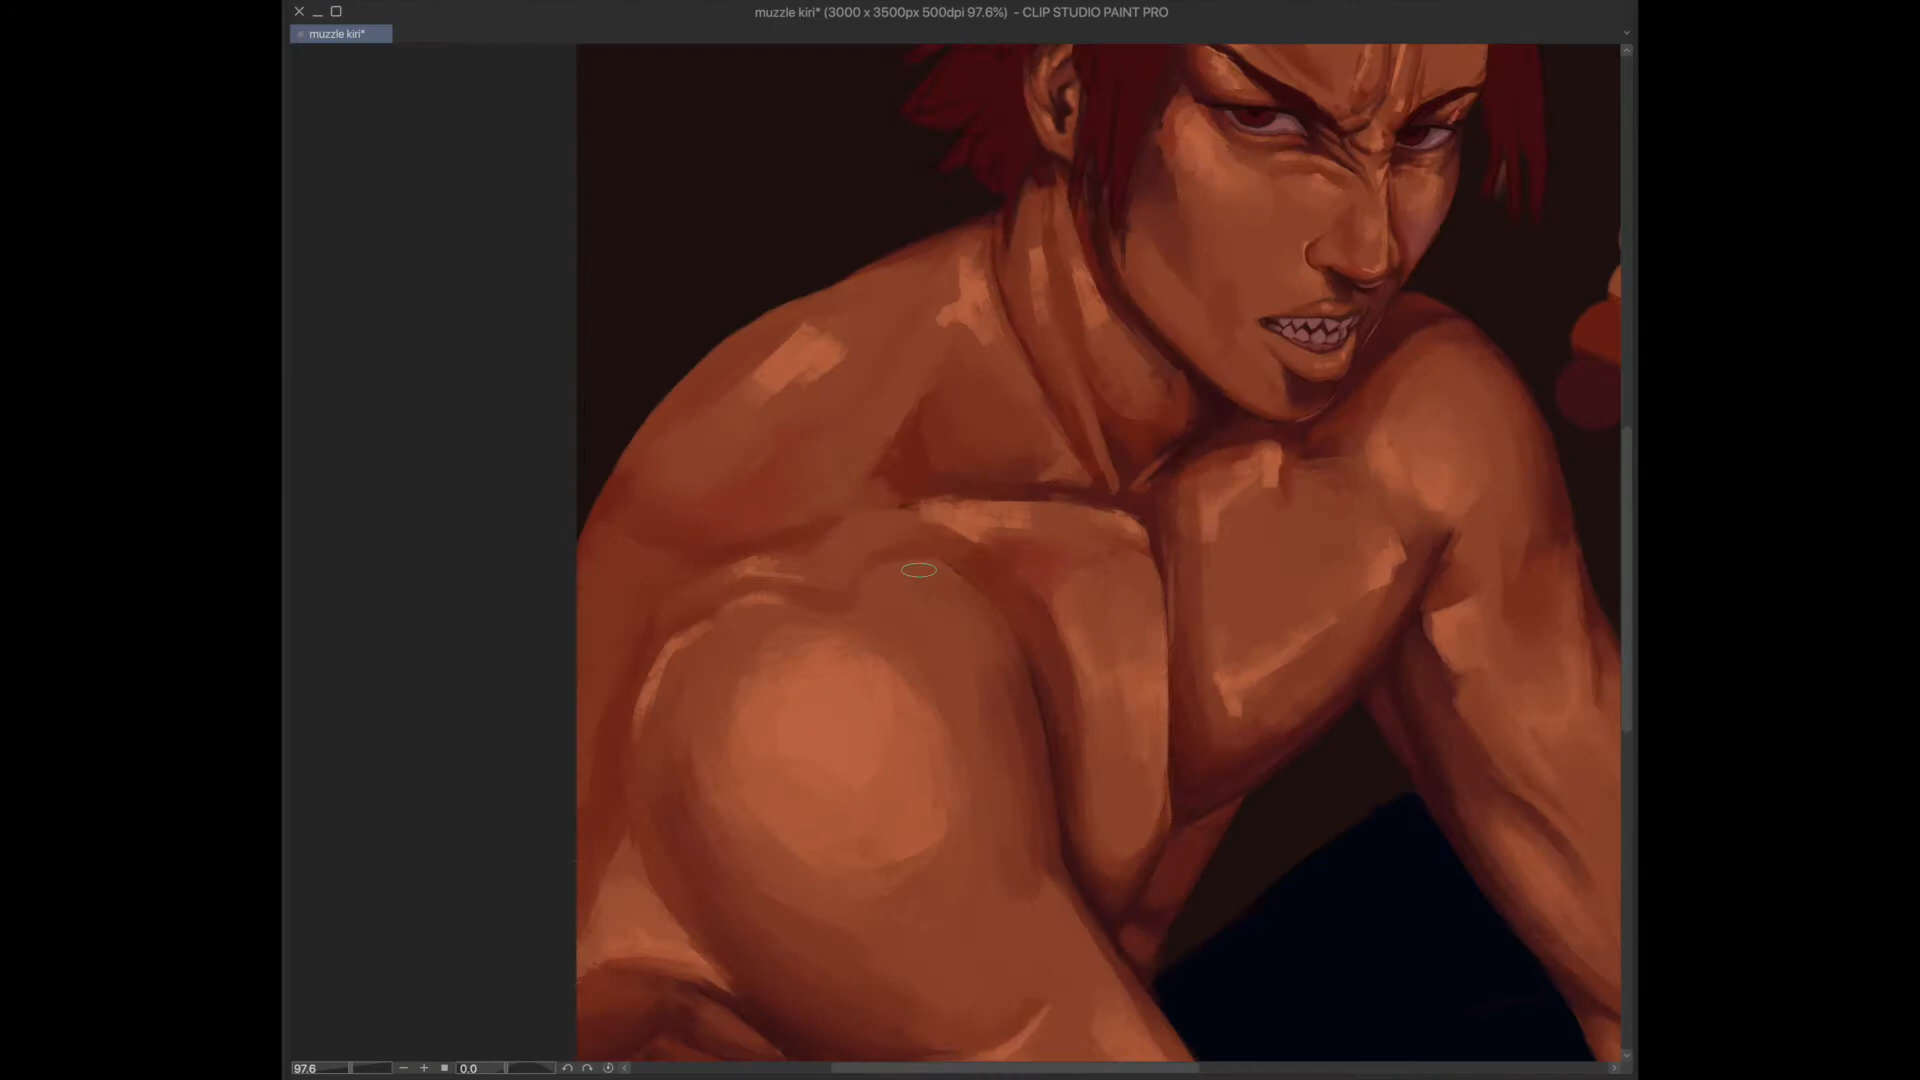 muzzle kiri* (3000 x 3500px 500dpi 97.6%)  - CLIP STUDIO PAINT PRO
muzzle kiri*
97.6
0.0